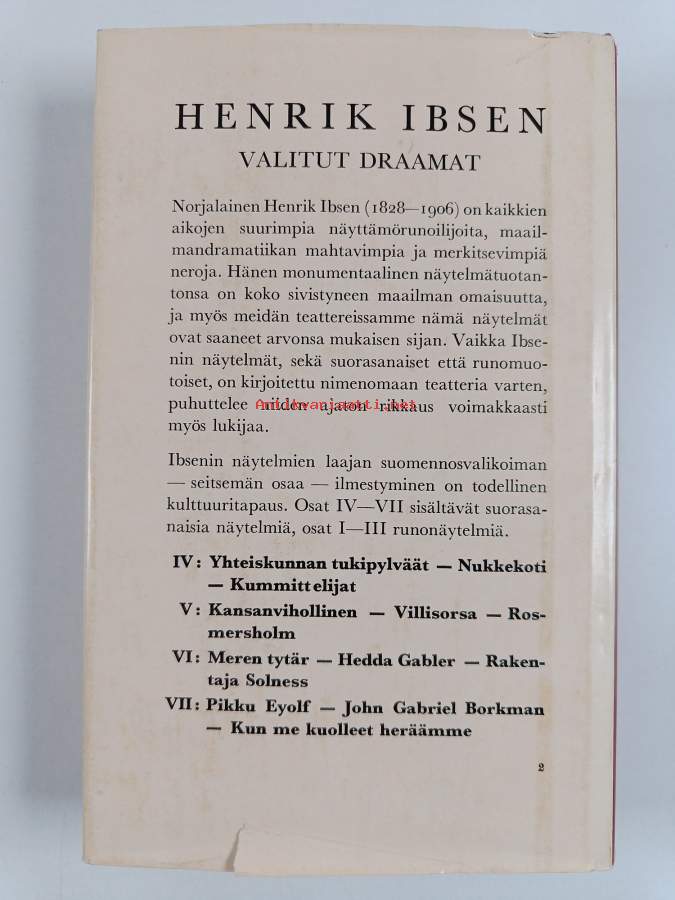 HENRIK IBSEN
VALITUT DRAAMAT
Norjalainen Henrik Ibsen (1828—1906) on kaikkien
aikojen suurimpia näyttämörunoilijoita, maail-
mandramatiikan mahtavimpia ja merkitsevimpiä
neroja. Hänen monumentaalinen näytelmätuotan-
tonsa on koko sivistyneen maailman omaisuutta,
ja myös meidän teattereissamme nämä näytelmät
ovat saaneet arvonsa mukaisen sijan. Vaikka Ibse-
nin näytelmät, sekä suorasanaiset että runomuo-
toiset, on kirjoitettu nimenomaan teatteria varten,
puhuttelee niiden ajaton rikkaus voimakkaasti
Antikvariaatti.net
myös lukijaa.
Ibsenin näytelmien laajan suomennosvalikoiman
— seitsemän osaa — ilmestyminen on todellinen
kulttuuritapaus. Osat IV—VII sisältävät suorasa-
naisia näytelmiä, osat I—III runonäytelmiä.
IV: Yhteiskunnan tukipylväät — Nukkekoti
— Kummittelijat
V: Kansanvihollinen — Villisorsa — Ros-
mersholm
VI: Meren tytär — Hedda Gabler — Raken-
taja Solness
VII: Pikku Eyolf — John Gabriel Borkman
— Kun me kuolleet heräämme
2